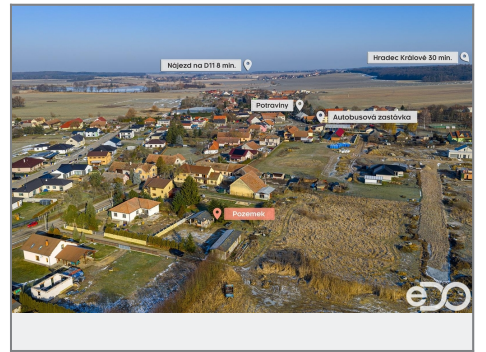 Nájezd na D11 8 min.
Hradec Králové 30 min.
Potraviny
Autobusová zastávka
Pozemek